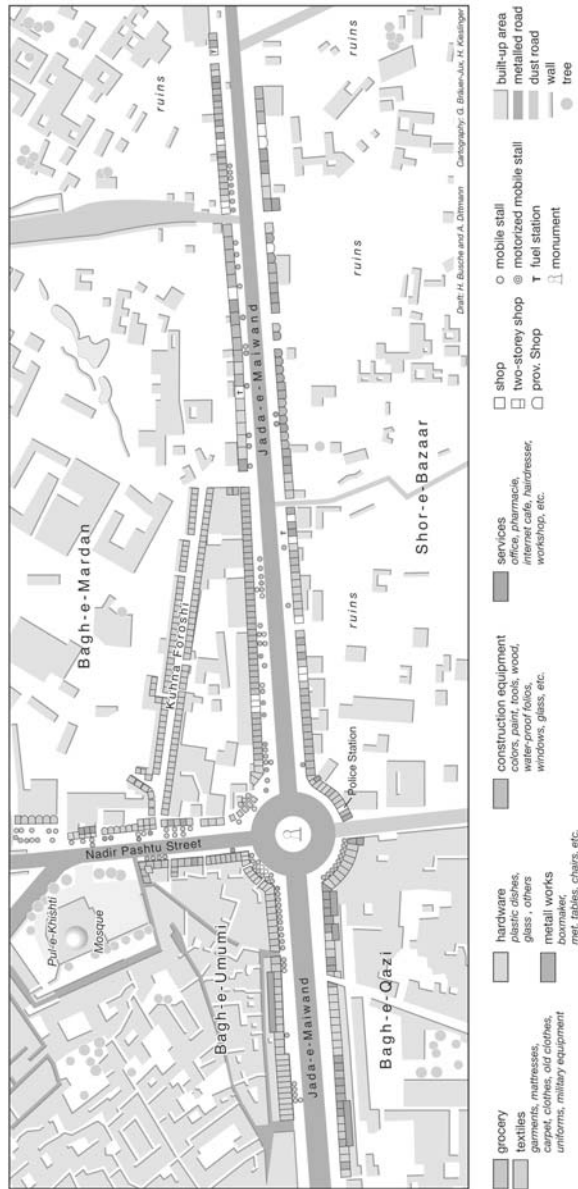 Pul-e-Khishti
Mosque
Nadir Pashtu Street
Bagh-e-Umumi
Jada-e-Maiwand
Bagh-e-Qazi
Bagh-e-Mardan
Kuhna Foroshi
Police Station
Jada-e-Maiwand
Shor-e-Bazaar
ruins
ruins
ruins
ruins
Draft: H. Busche and A. Dittmann
Cartography: G. Bräuer-Jux, H. Kieslinger
grocery
textiles
garments, mattresses,
carpet, clothes, old clothes,
uniforms, military equipment
hardware
plastic dishes,
glass , others
metall works
boxmaker,
met. tables, chairs, etc.
construction equipment
colors, paint, tools, wood,
water-proof folios,
windows, glass, etc.
services
office, pharmacie,
internet cafe, hairdresser,
workshop, etc.
shop
two-storey shop
prov. Shop
mobile stall
motorized mobile stall
fuel station
monument
built-up area
metalled road
dust road
wall
tree